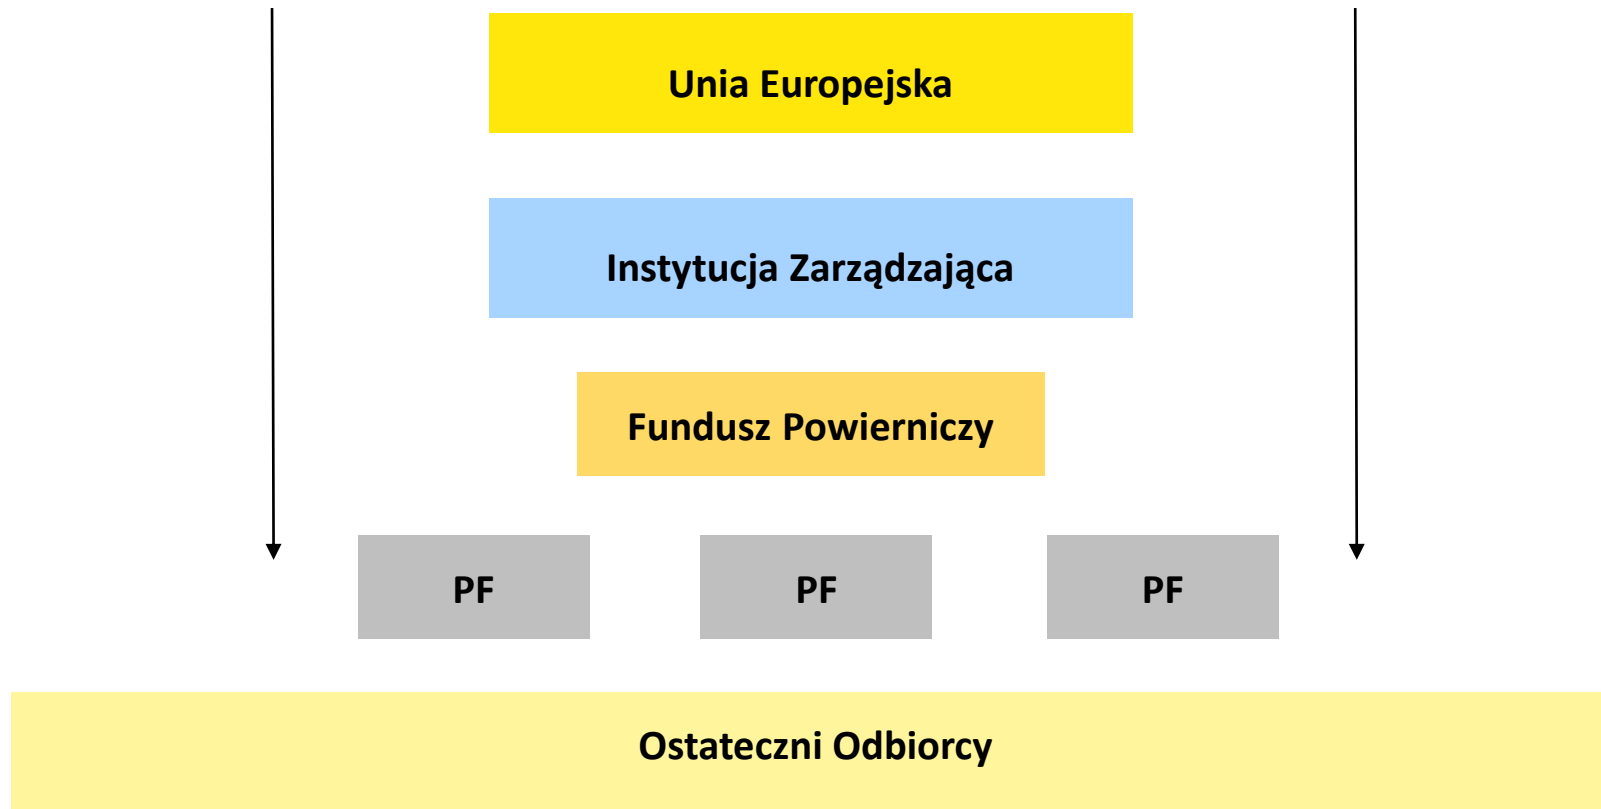 Unia Europejska
Instytucja Zarządzająca
Fundusz Powierniczy
PF PF PF
Ostateczni Odbiorcy